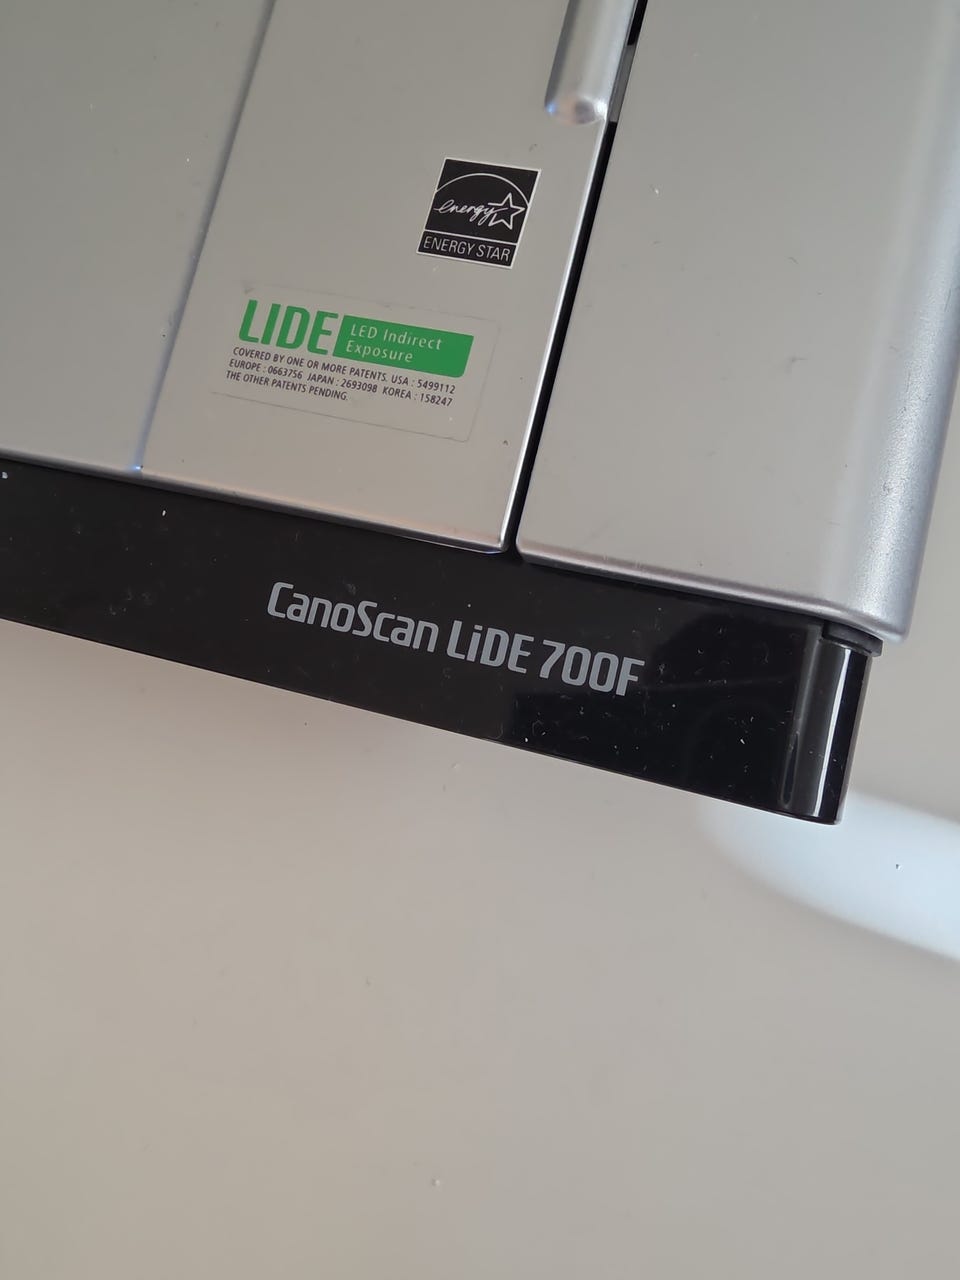 energy
ENERGY STAR
LIDE LED Indirect
Exposure
COVERED BY ONE OR MORE PATENTS. USA : 5499112
EUROPE : 0663756 JAPAN : 2693098 KOREA : 158247
THE OTHER PATENTS PENDING.
CanoScan LiDE 700F